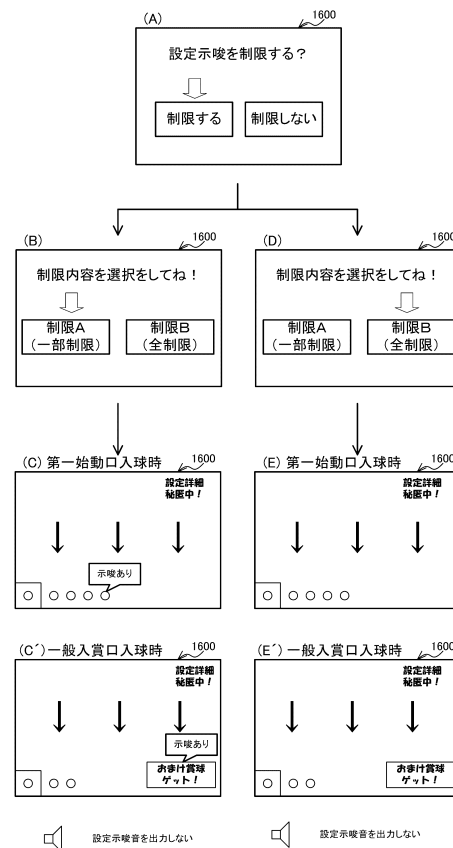 (A)
1600
設定示唆を制限する？
制限する
制限しない
(B)
1600
制限内容を選択をしてね！
制限A
（一部制限）
制限B
（全制限）
(D)
1600
制限内容を選択をしてね！
制限A
（一部制限）
制限B
（全制限）
(C) 第一始動口入球時
1600
設定詳細
秘匿中！
示唆あり
(E) 第一始動口入球時
1600
設定詳細
秘匿中！
(C´)一般入賞口入球時
1600
設定詳細
秘匿中！
示唆あり
おまけ賞球
ゲット！
設定示唆音を出力しない
(E´)一般入賞口入球時
1600
設定詳細
秘匿中！
おまけ賞球
ゲット！
設定示唆音を出力しない